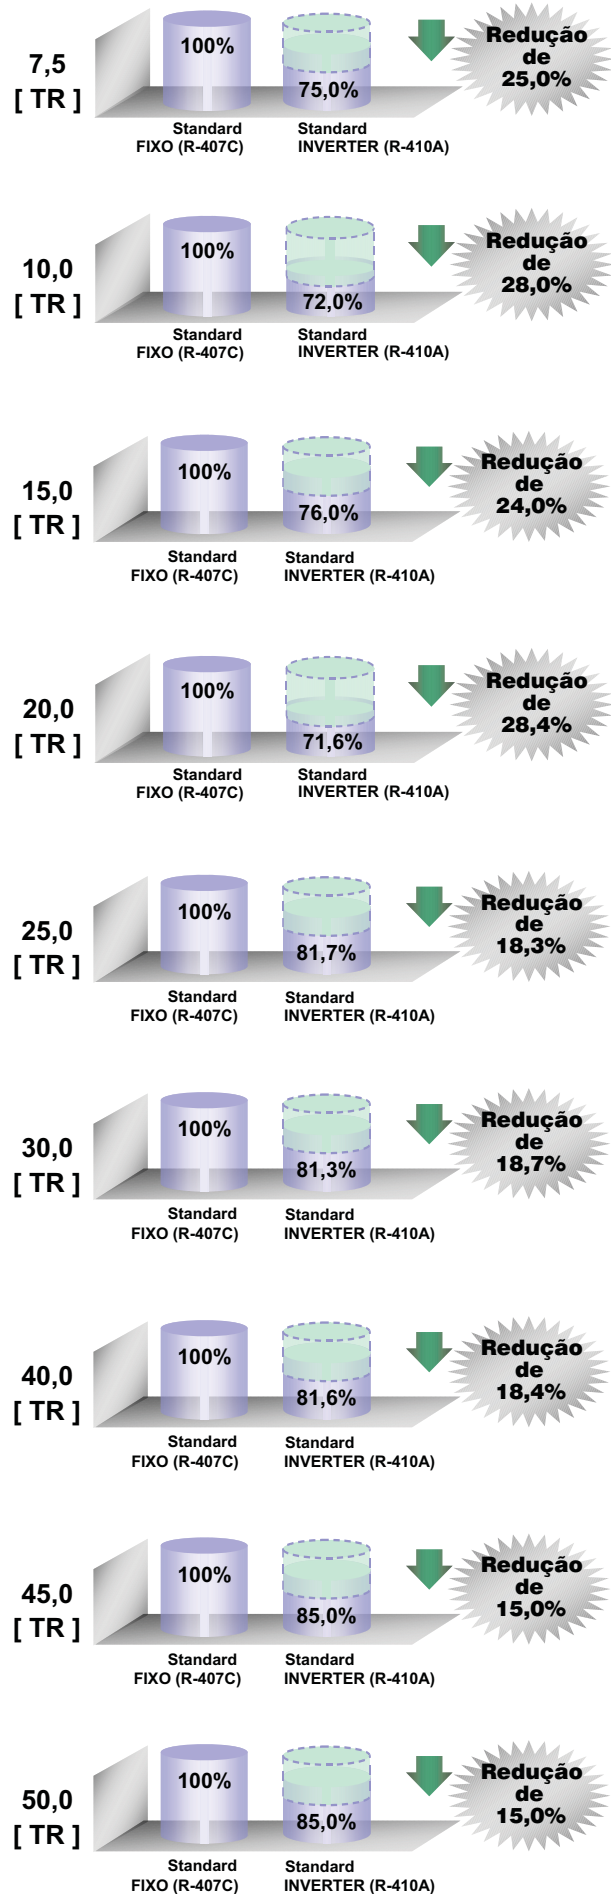 7,5
[ TR ]
100%
75,0%
Redução
de
25,0%
Standard
FIXO (R-407C)
Standard
INVERTER (R-410A)
10,0
[ TR ]
100%
72,0%
Redução
de
28,0%
Standard
FIXO (R-407C)
Standard
INVERTER (R-410A)
15,0
[ TR ]
100%
76,0%
Redução
de
24,0%
Standard
FIXO (R-407C)
Standard
INVERTER (R-410A)
20,0
[ TR ]
100%
71,6%
Redução
de
28,4%
Standard
FIXO (R-407C)
Standard
INVERTER (R-410A)
25,0
[ TR ]
100%
81,7%
Redução
de
18,3%
Standard
FIXO (R-407C)
Standard
INVERTER (R-410A)
30,0
[ TR ]
100%
81,3%
Redução
de
18,7%
Standard
FIXO (R-407C)
Standard
INVERTER (R-410A)
40,0
[ TR ]
100%
81,6%
Redução
de
18,4%
Standard
FIXO (R-407C)
Standard
INVERTER (R-410A)
45,0
[ TR ]
100%
85,0%
Redução
de
15,0%
Standard
FIXO (R-407C)
Standard
INVERTER (R-410A)
50,0
[ TR ]
100%
85,0%
Redução
de
15,0%
Standard
FIXO (R-407C)
Standard
INVERTER (R-410A)